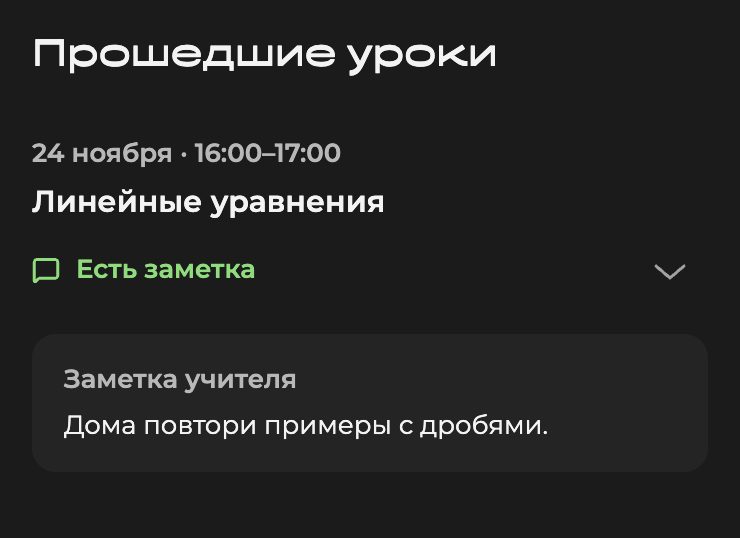 Прошедшие уроки
24 ноября · 16:00–17:00
Линейные уравнения
Есть заметка
Заметка учителя
Дома повтори примеры с дробями.